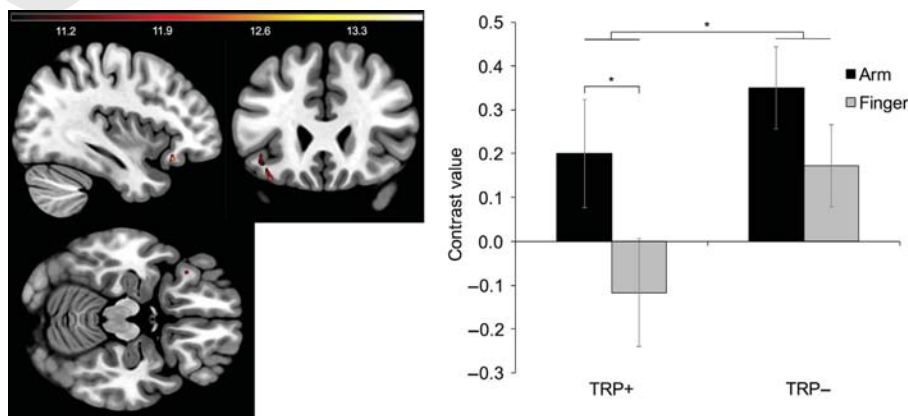 11.2 11.9 12.6 13.3
0.5
0.4
0.3
0.2
0.1
0.0
–0.1
–0.2
–0.3
Contrast value
*
*
Arm
Finger
TRP+ TRP–